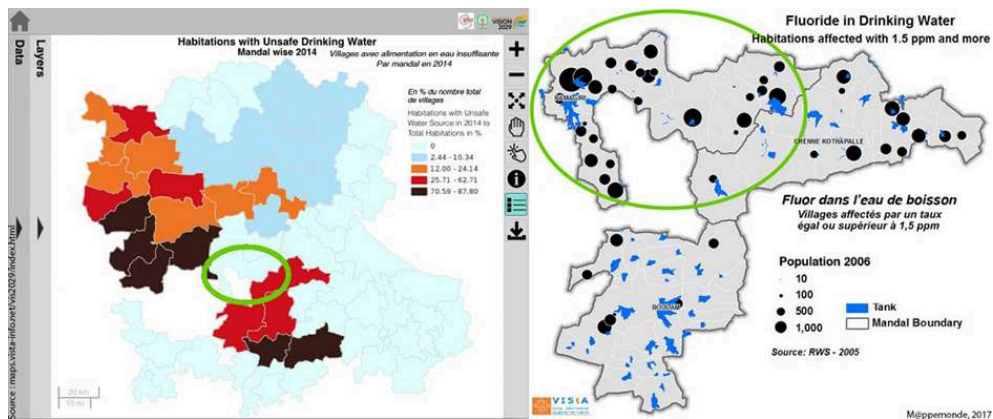 VISION
2029
Habitations with Unsafe Drinking Water
Mandal wise 2014
Villages avec alimentation en eau insuffisante
Par mandal en 2014
En % du nombre total
de villages
Habitations with Unsafe
Water Source in 2014 to
Total Habitations in %
0
2.44 - 10.34
12.00 - 24.14
25.71 - 62.71
70.59 - 87.80
Data
Layers
Source : maps.vista-info.net/vis2029/index.html
20 km
10 mi
Fluoride in Drinking Water
Habitations affected with 1.5 ppm and more
CHENNE KOTHAPALLE
Fluor dans l'eau de boisson
Villages affectés par un taux
égal ou supérieur à 1,5 ppm
Population 2006
10
100
500
1,000
Tank
Mandal Boundary
Source: RWS - 2005
VISTA
M@ppemonde, 2017